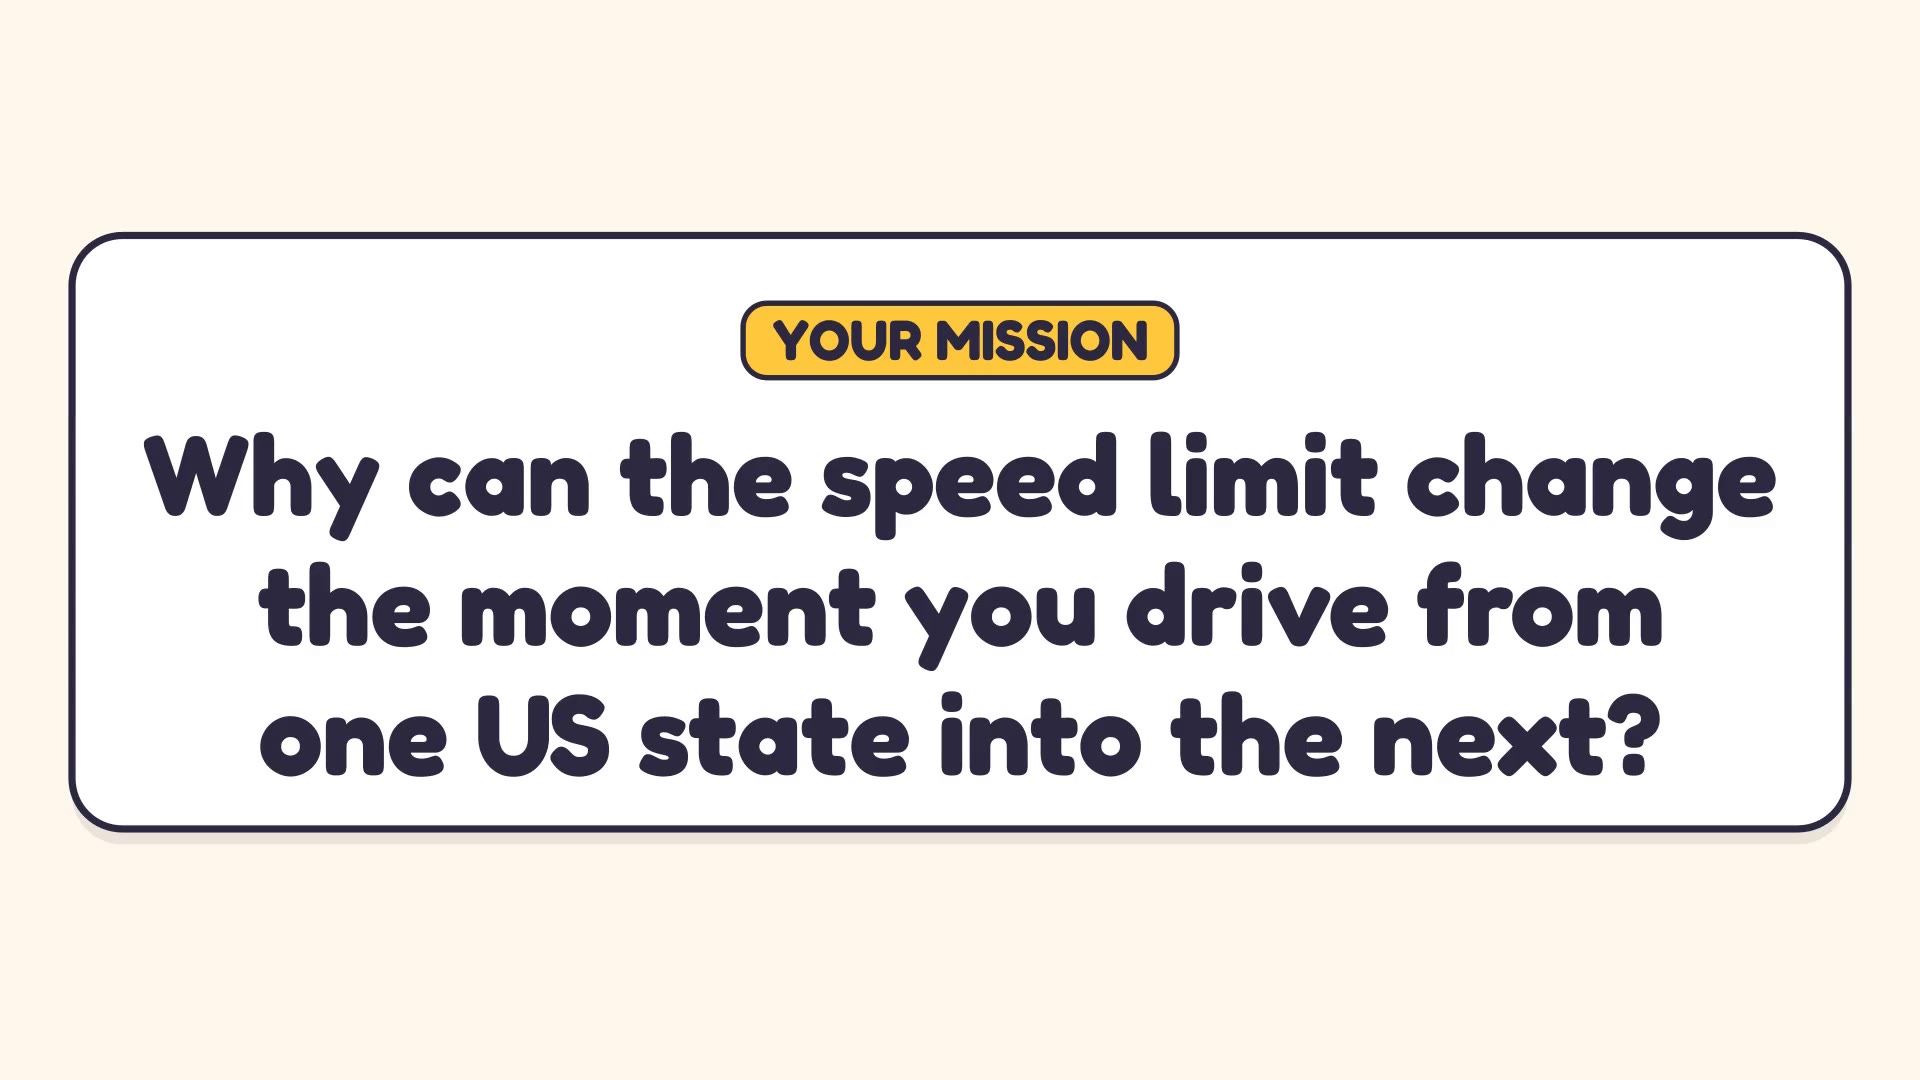 YOUR MISSION
Why can the speed limit change
the moment you drive from
one US state into the next?